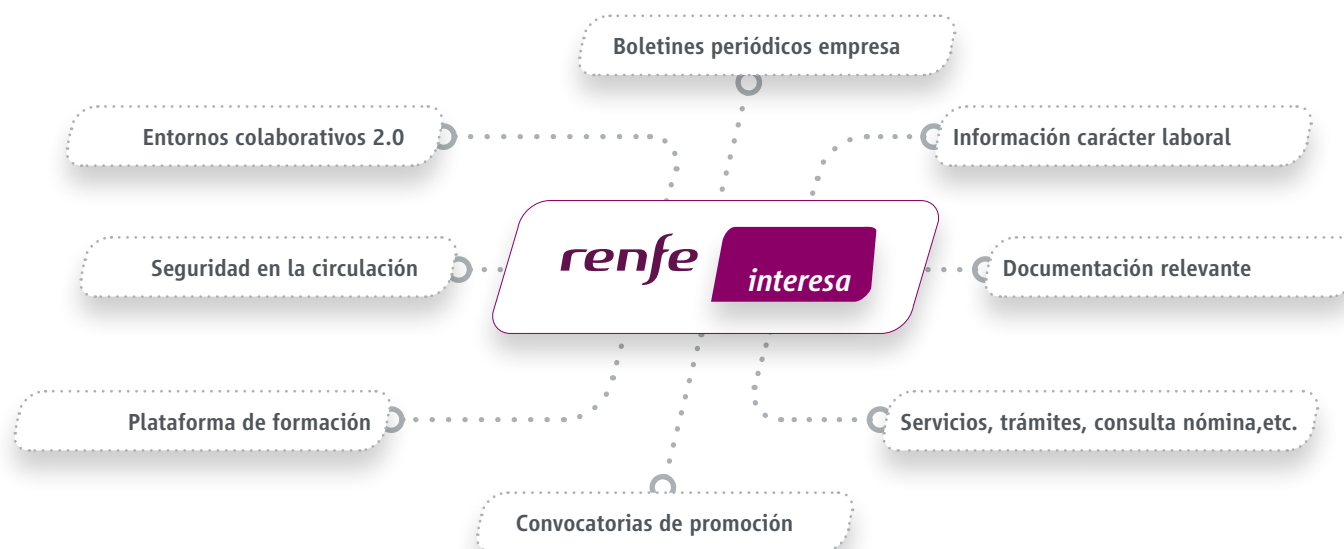 Boletines periódicos empresa
Entornos colaborativos 2.0
Información carácter laboral
renfe
interesa
Seguridad en la circulación
Documentación relevante
Plataforma de formación
Servicios, trámites, consulta nómina,etc.
Convocatorias de promoción